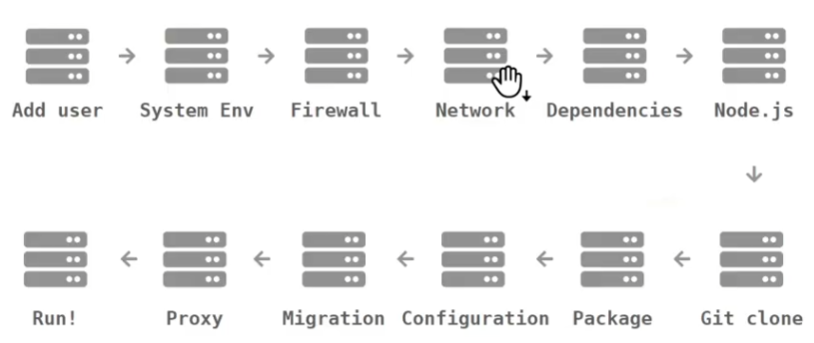 Add user System Env Firewall Network Dependencies Node.js
Run! Proxy Migration Configuration Package Git clone